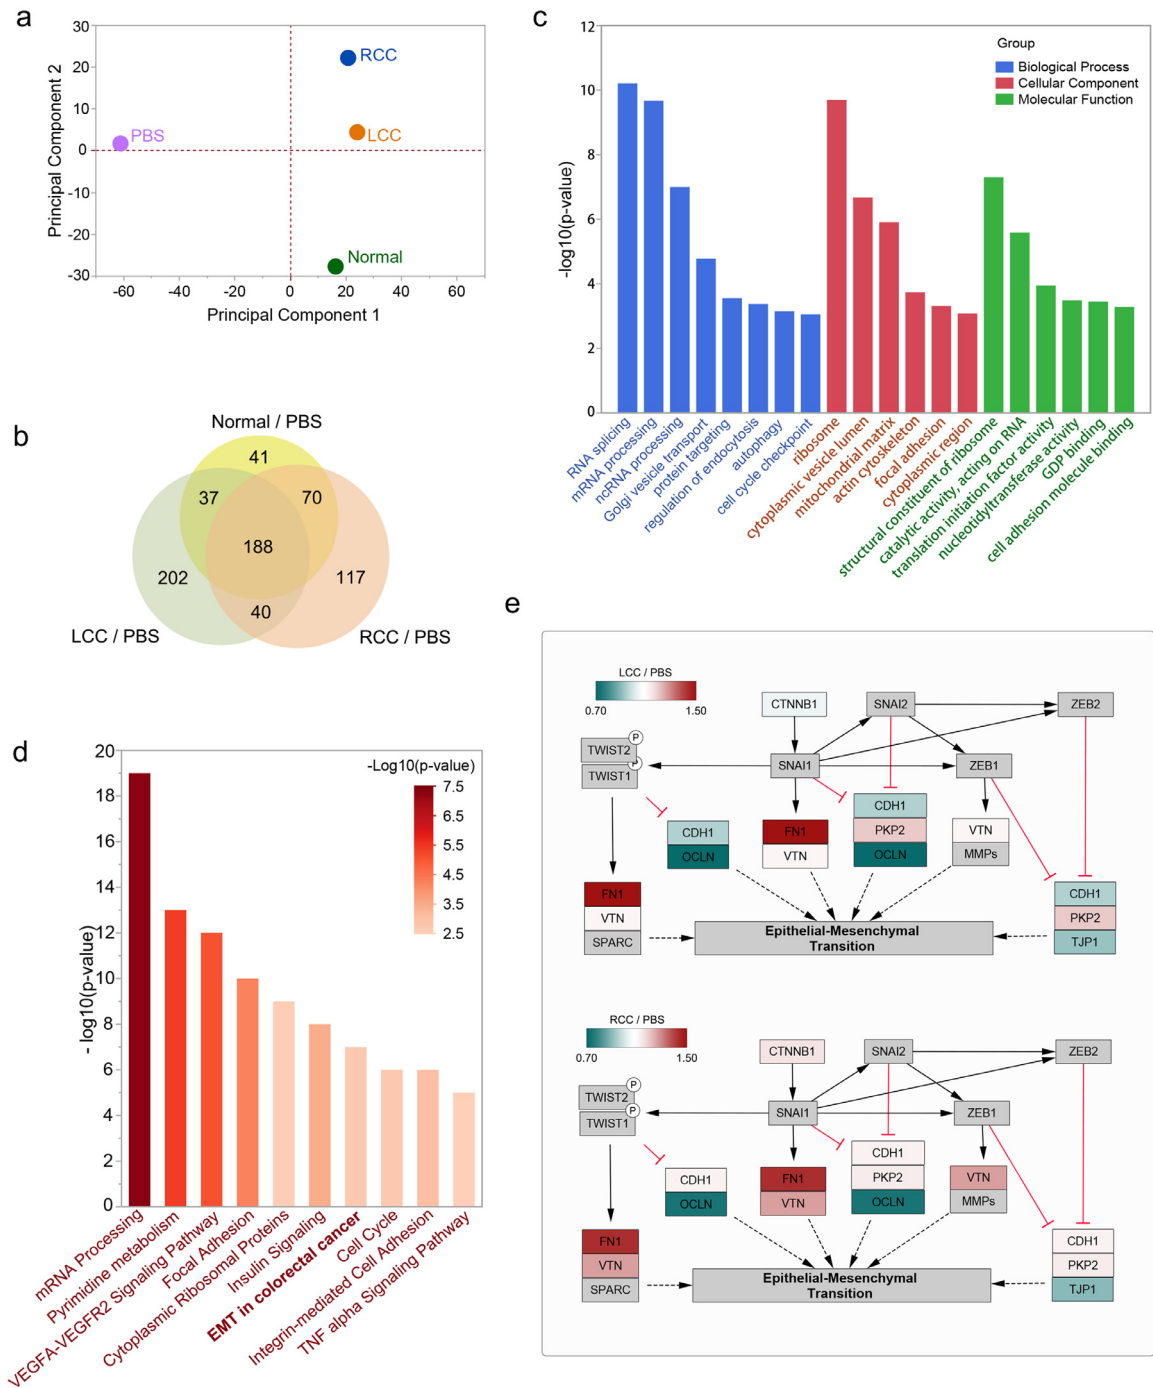 a
30
20
10
0
-10
-20
-30
Principal Component 2
RCC
LCC
PBS
Normal
-60
-40
-20
0
20
40
60
Principal Component 1
b
Normal / PBS
41
37
70
188
202
117
40
LCC / PBS
RCC / PBS
c
12
10
8
6
4
2
0
-log10(p-value)
Group
Biological Process
Cellular Component
Molecular Function
RNA splicing
mRNA processing
ncRNA processing
Golgi vesicle transport
protein targeting
regulation of endocytosis
autophagy
cell cycle checkpoint
ribosome
cytoplasmic vesicle lumen
mitochondrial matrix
actin cytoskeleton
focal adhesion
cytoplasmic region
structural constituent of ribosome
catalytic activity, acting on RNA
translation initiation factor activity
nucleotidyltransferase activity
GDP binding
cell adhesion molecule binding
d
20
18
16
14
12
10
8
6
4
2
0
- log10(p-value)
-Log10(p-value)
7.5
6.5
5.5
4.5
3.5
2.5
mRNA Processing
Pyrimidine metabolism
VEGFA-VEGFR2 Signaling Pathway
Focal Adhesion
Cytoplasmic Ribosomal Proteins
Insulin Signaling
EMT in colorectal cancer
Cell Cycle
Integrin-mediated Cell Adhesion
TNF alpha Signaling Pathway
e
LCC / PBS
0.70
1.50
CTNNB1
SNAI2
ZEB2
P
TWIST2
P
TWIST1
SNAI1
ZEB1
CDH1
OCLN
FN1
VTN
CDH1
PKP2
OCLN
VTN
MMPs
FN1
VTN
SPARC
CDH1
PKP2
TJP1
Epithelial-Mesenchymal
Transition
RCC / PBS
0.70
1.50
CTNNB1
SNAI2
ZEB2
P
TWIST2
P
TWIST1
SNAI1
ZEB1
CDH1
OCLN
FN1
VTN
CDH1
PKP2
OCLN
VTN
MMPs
FN1
VTN
SPARC
CDH1
PKP2
TJP1
Epithelial-Mesenchymal
Transition